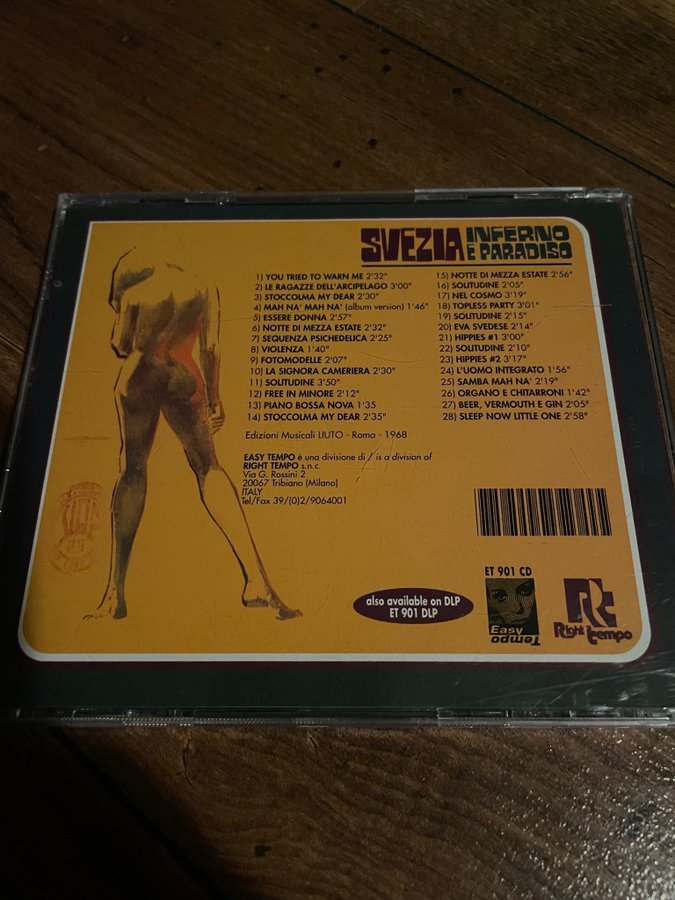 SVEZIA INFERNO
E PARADISO
1) YOU TRIED TO WARN ME 2'32"
2) LE RAGAZZE DELL'ARCIPELAGO 3'00"
3) STOCCOLMA MY DEAR 2'30"
4) MAH NA' MAH NA' (album version) 1'46"
5) ESSERE DONNA 2'57"
6) NOTTE DI MEZZA ESTATE 2'32"
7) SEQUENZA PSICHEDELICA 2'25"
8) VIOLENZA 1'40"
9) FOTOMODELLE 2'07"
10) LA SIGNORA CAMERIERA 2'30"
11) SOLITUDINE 3'50"
12) FREE IN MINORE 2'12"
13) PIANO BOSSA NOVA 1'35
14) STOCCOLMA MY DEAR 2'35"
15) NOTTE DI MEZZA ESTATE 2'56"
16) SOLITUDINE 2'05"
17) NEL COSMO 3'19"
18) TOPLESS PARTY 3'01"
19) SOLITUDINE 2'15"
20) EVA SVEDESE 2'14"
21) HIPPIES #1 3'00"
22) SOLITUDINE 2'10"
23) HIPPIES #2 3'17"
24) L'UOMO INTEGRATO 1'56"
25) SAMBA MAH NA' 2'19"
26) ORGANO E CHITARRONI 1'42"
27) BEER, VERMOUTH E GIN 2'05"
28) SLEEP NOW LITTLE ONE 2'58"
Edizioni Musicali LIUTO - Roma - 1968
EASY TEMPO è una divisione di / is a division of
RIGHT TEMPO s.n.c.
Via G. Rossini 2
20067 Tribiano (Milano)
ITALY
Tel/Fax 39/(0)2/9064001
also available on DLP
ET 901 DLP
ET 901 CD
Easy
Tempo
Right tempo